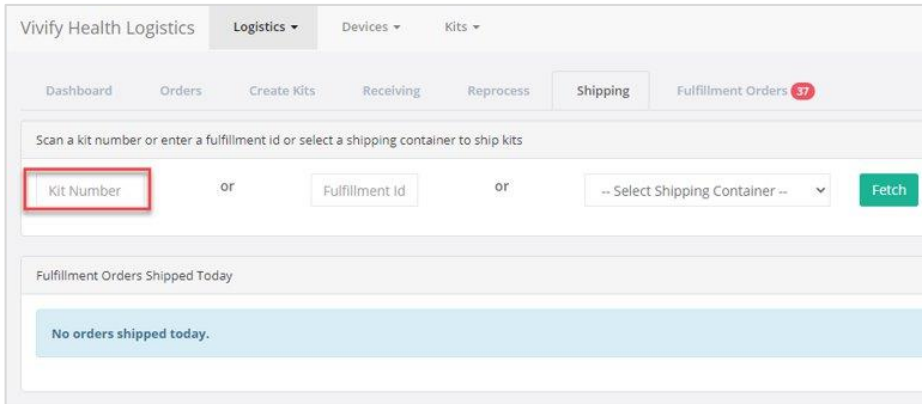 Vivify Health Logistics Logistics Devices Kits
Dashboard Orders Create Kits Receiving Reprocess Shipping Fulfillment Orders 37
Scan a kit number or enter a fulfillment id or select a shipping container to ship kits
Kit Number or Fulfillment Id or -- Select Shipping Container -- Fetch
Fulfillment Orders Shipped Today
No orders shipped today.